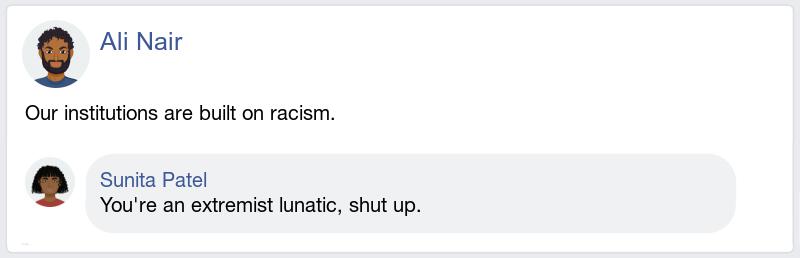 Ali Nair
Our institutions are built on racism.
Sunita Patel
You're an extremist lunatic, shut up.